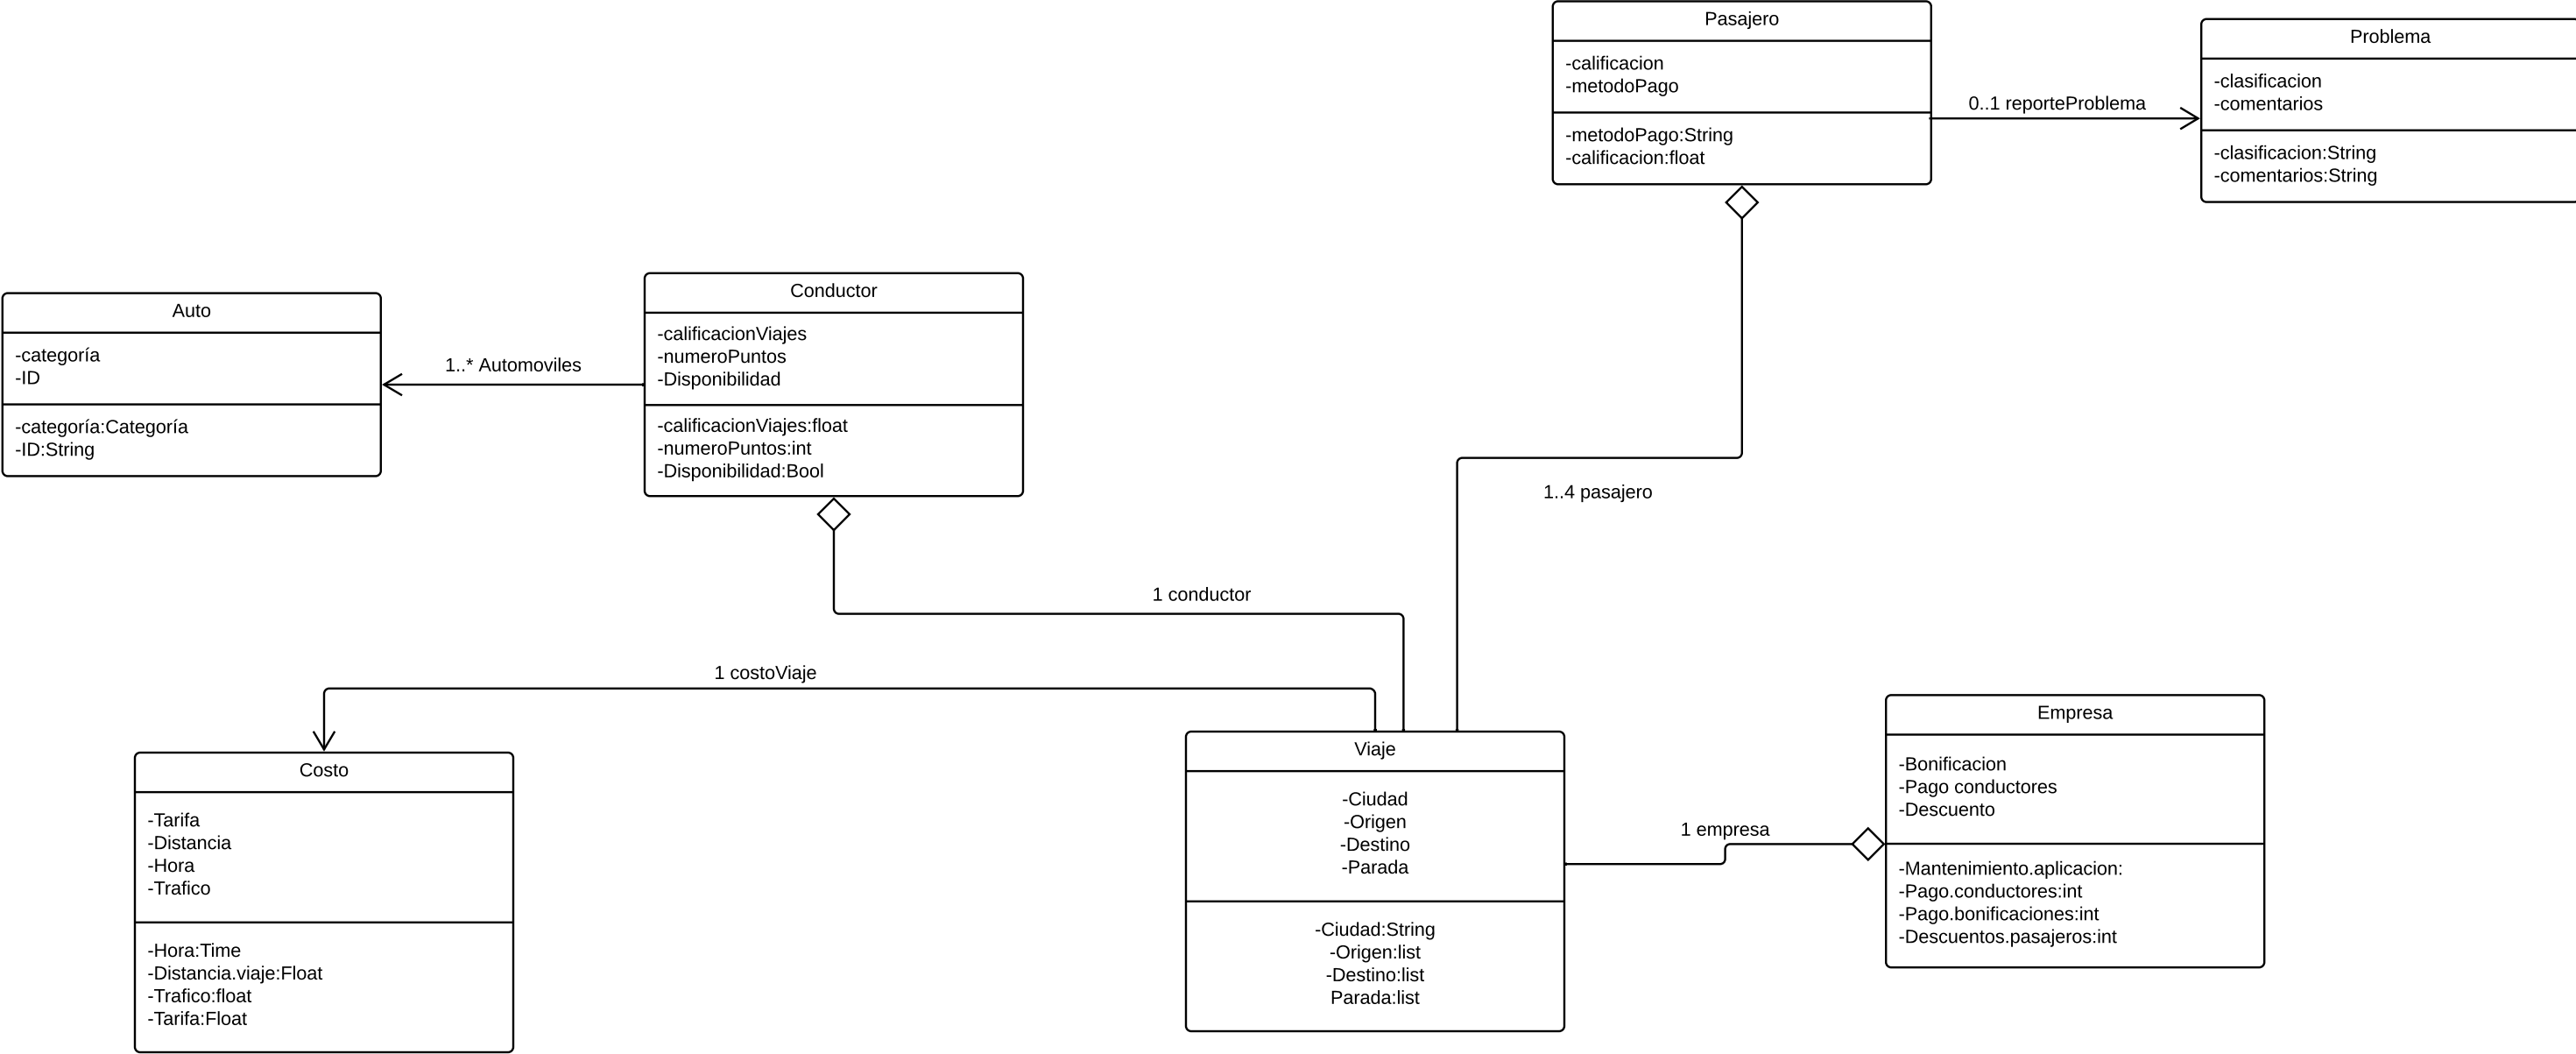 Pasajero
-calificacion
-metodoPago
-metodoPago:String
-calificacion:float
0..1 reporteProblema
Problema
-clasificacion
-comentarios
-clasificacion:String
-comentarios:String
Auto
-categoría
-ID
-categoría:Categoría
-ID:String
1..* Automoviles
Conductor
-calificacionViajes
-numeroPuntos
-Disponibilidad
-calificacionViajes:float
-numeroPuntos:int
-Disponibilidad:Bool
1..4 pasajero
1 conductor
1 costoViaje
Costo
-Tarifa
-Distancia
-Hora
-Trafico
-Hora:Time
-Distancia.viaje:Float
-Trafico:float
-Tarifa:Float
Viaje
-Ciudad
-Origen
-Destino
-Parada
-Ciudad:String
-Origen:list
-Destino:list
Parada:list
1 empresa
Empresa
-Bonificacion
-Pago conductores
-Descuento
-Mantenimiento.aplicacion:
-Pago.conductores:int
-Pago.bonificaciones:int
-Descuentos.pasajeros:int